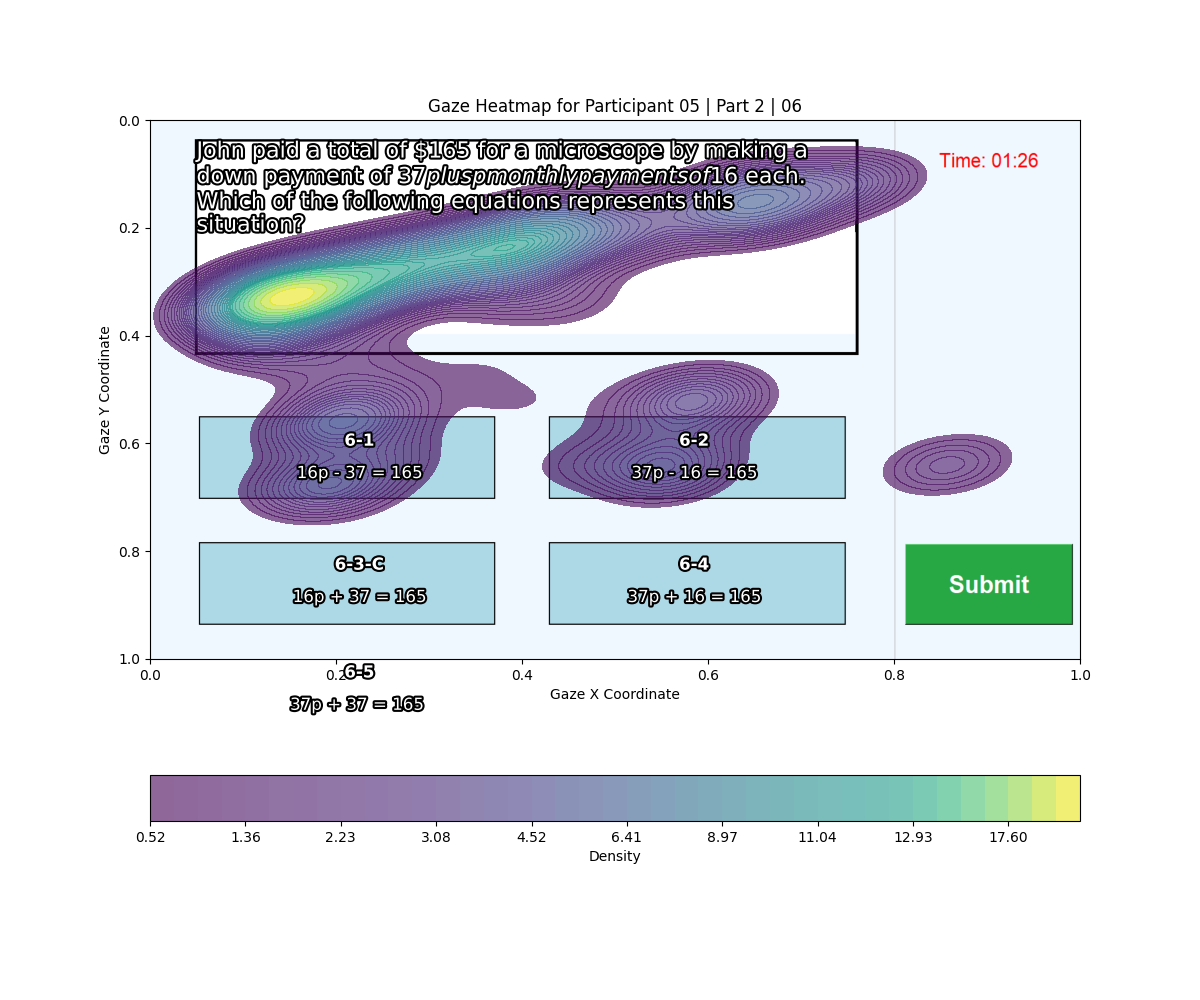 Gaze Heatmap for Participant 05 | Part 2 | 06
John paid a total of $165 for a microscope by making a
down payment of 37pluspmonthlypaymentsof16 each.
Which of the following equations represents this
situation?
Time: 01:26
6-1
16p - 37 = 165
6-2
37p - 16 = 165
6-3-C
16p + 37 = 165
6-4
37p + 16 = 165
Submit
6-5
37p + 37 = 165
0.0
0.2
0.4
0.6
0.8
1.0
Gaze Y Coordinate
0.0
0.2
0.4
0.6
0.8
1.0
Gaze X Coordinate
0.52
1.36
2.23
3.08
4.52
6.41
8.97
11.04
12.93
17.60
Density